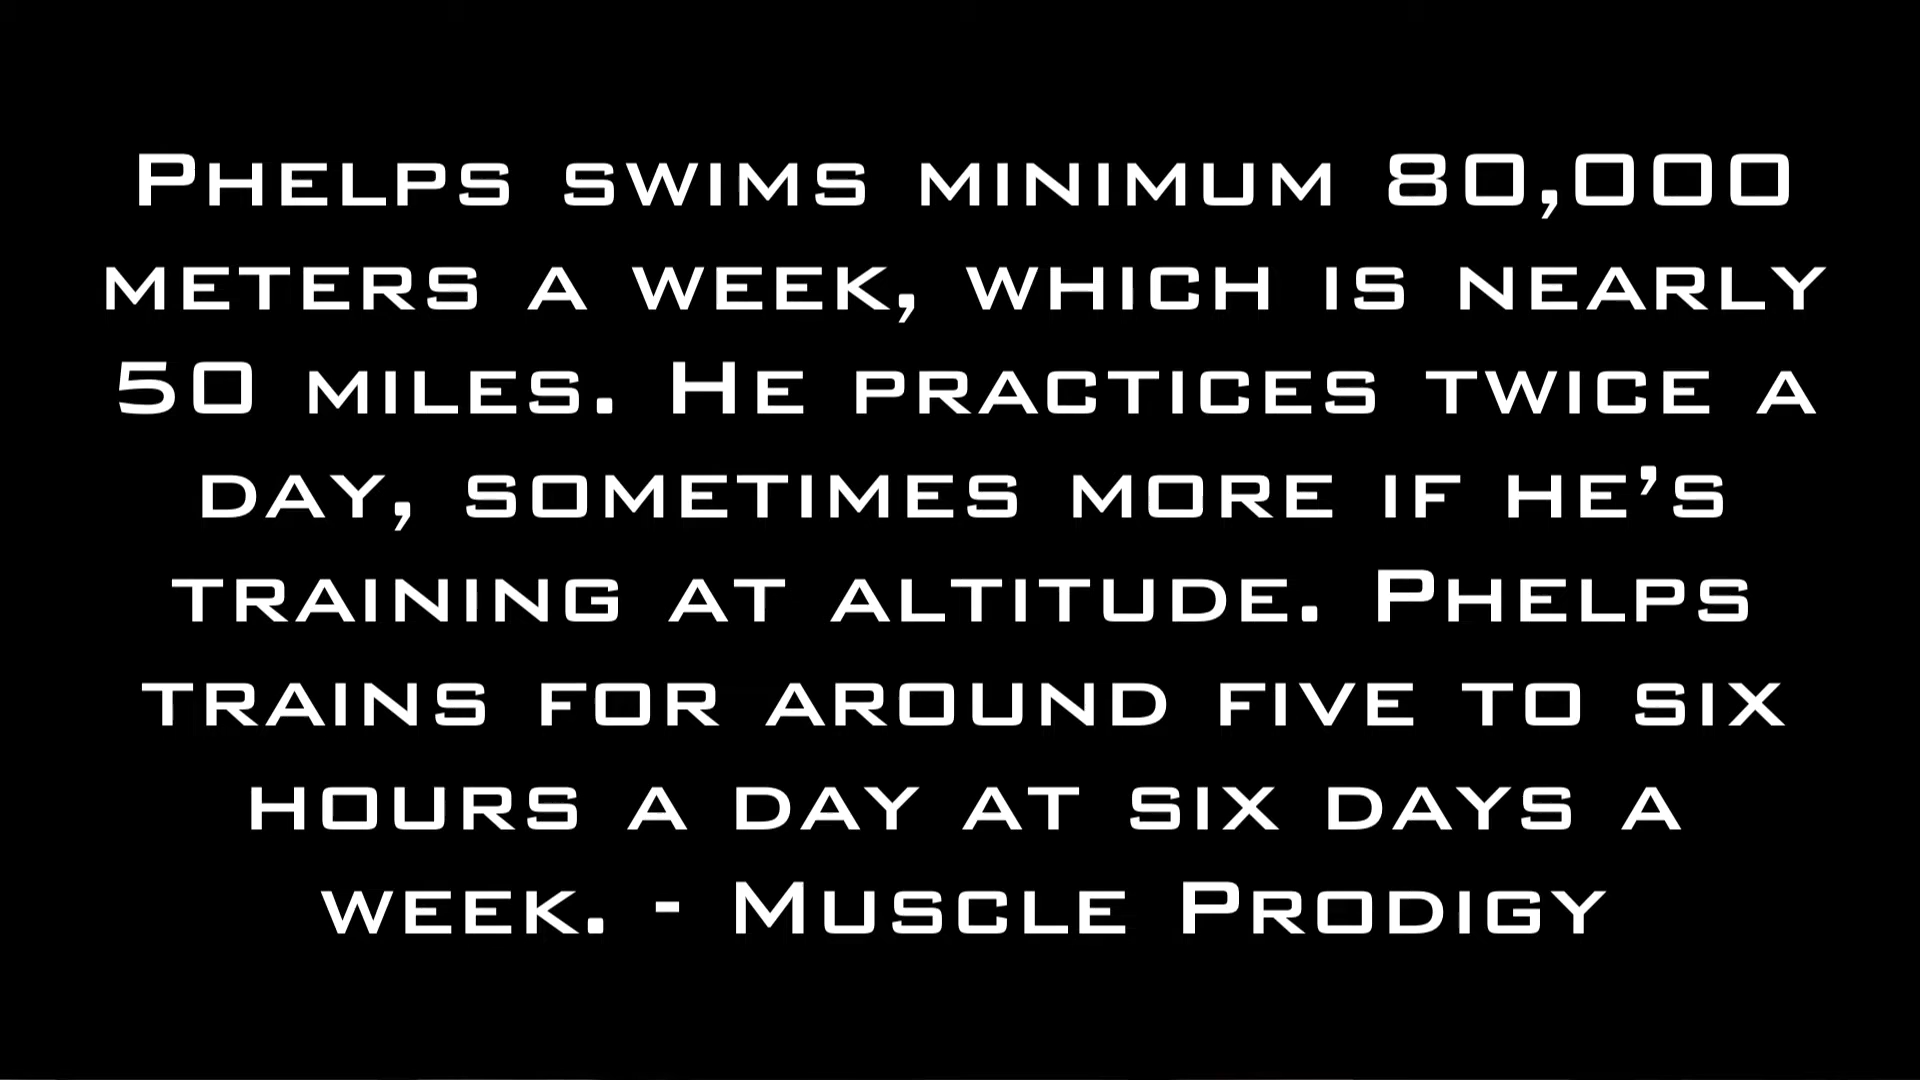 Phelps swims minimum 80,000
meters a week, which is nearly
50 miles. He practices twice a
day, sometimes more if he’s
training at altitude. Phelps
trains for around five to six
hours a day at six days a
week. - Muscle Prodigy